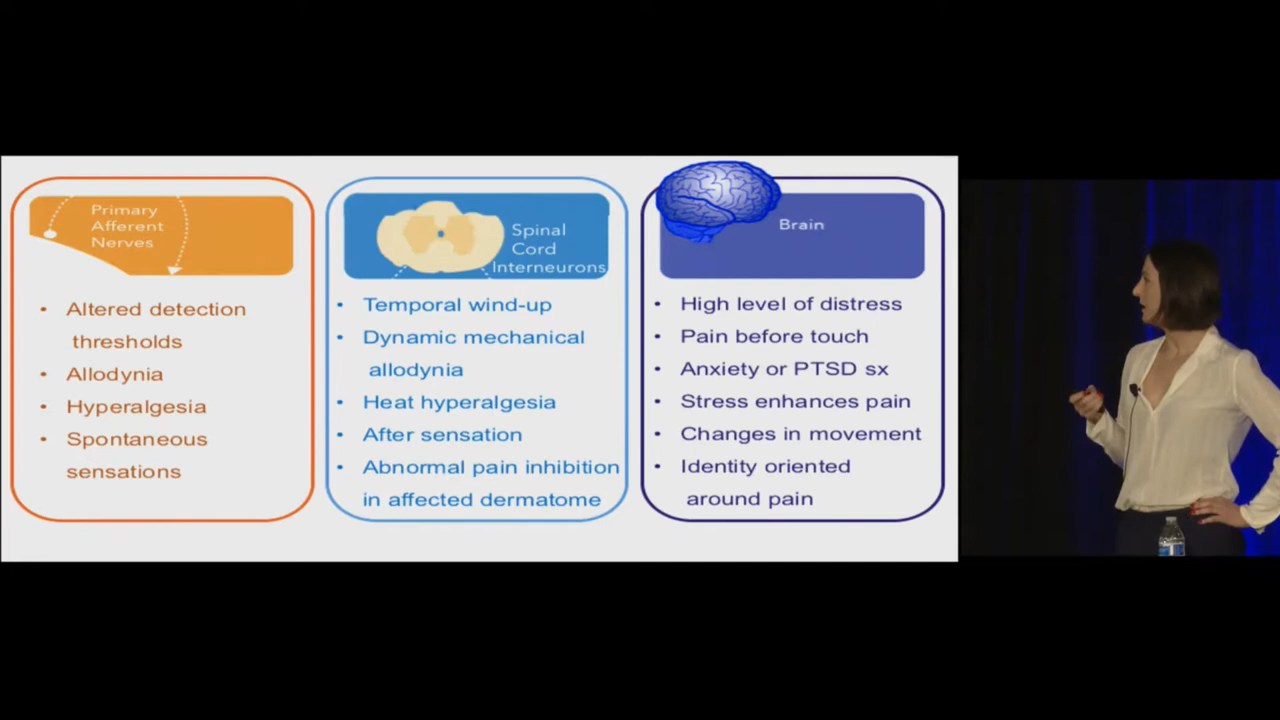 Primary
Afferent
Nerves
• Altered detection
thresholds
• Allodynia
• Hyperalgesia
• Spontaneous
sensations
Spinal
Cord
Interneurons
• Temporal wind-up
• Dynamic mechanical
allodynia
• Heat hyperalgesia
• After sensation
• Abnormal pain inhibition
in affected dermatome
Brain
• High level of distress
• Pain before touch
• Anxiety or PTSD sx
• Stress enhances pain
• Changes in movement
• Identity oriented
around pain